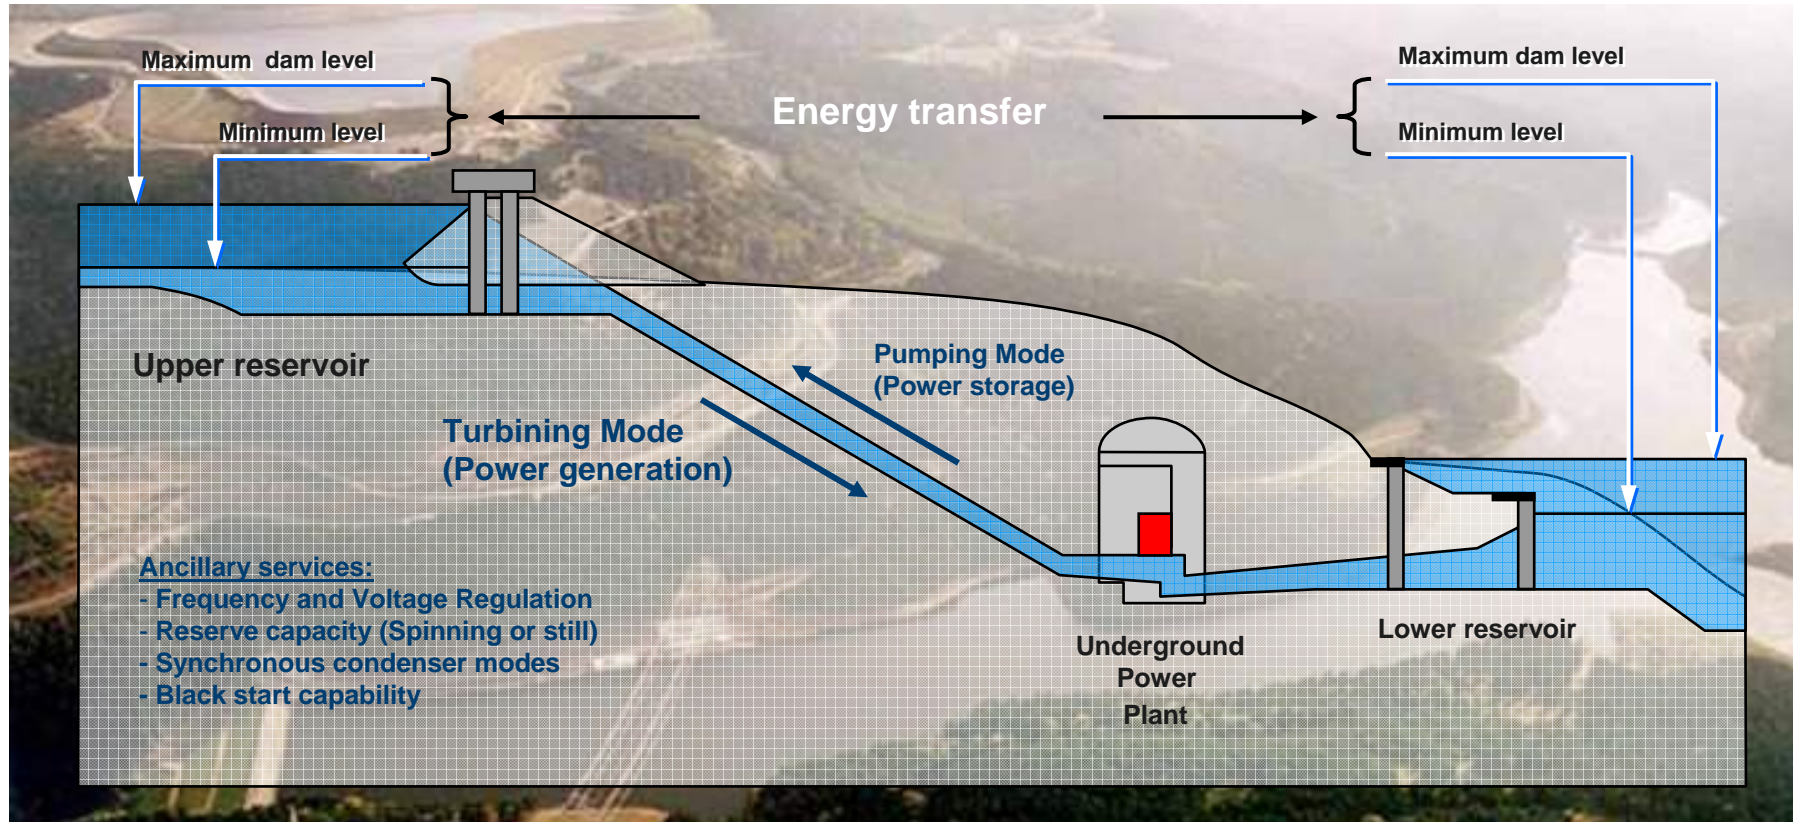 Maximum dam level
Minimum level
Energy transfer
Maximum dam level
Minimum level
Upper reservoir
Pumping Mode
(Power storage)
Turbining Mode
(Power generation)
Ancillary services:
- Frequency and Voltage Regulation
- Reserve capacity (Spinning or still)
- Synchronous condenser modes
- Black start capability
Underground
Power
Plant
Lower reservoir